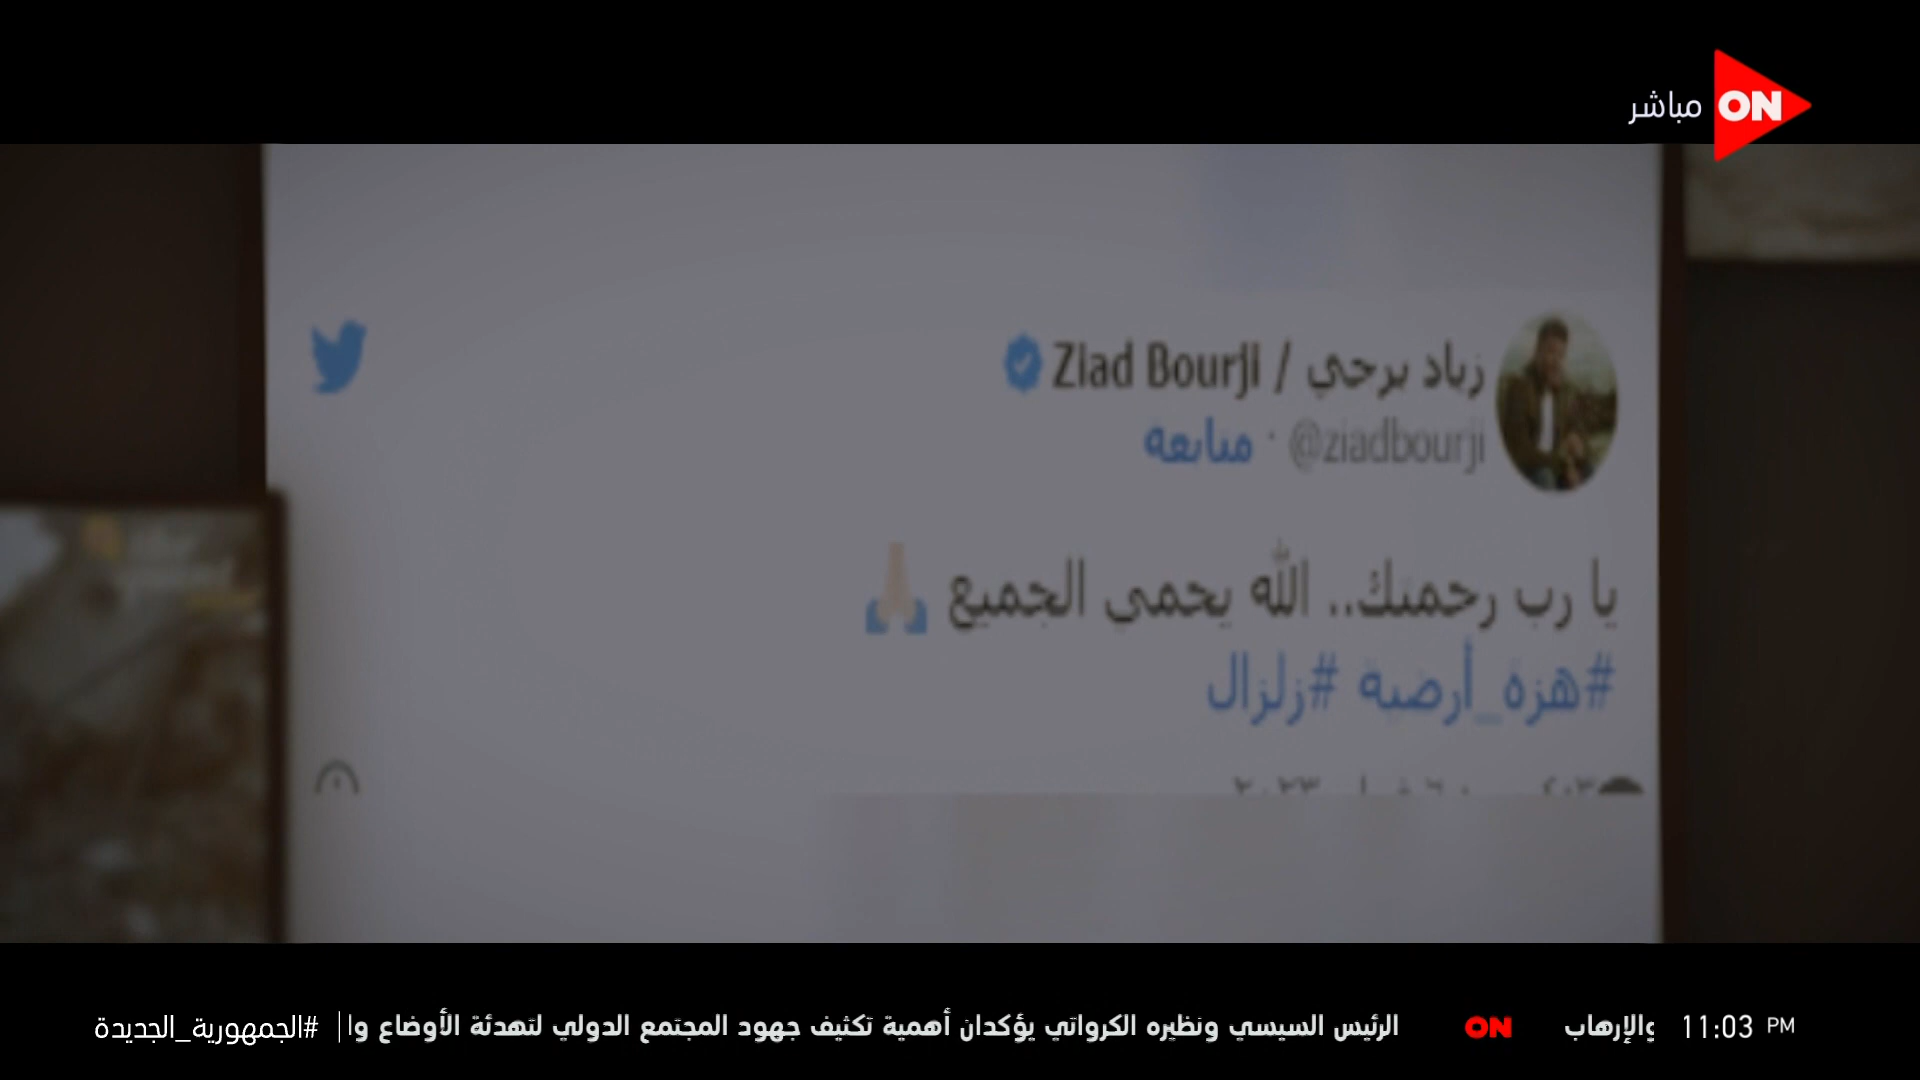 مباشر ON
زياد برجي / Ziad Bourji
@ziadbourji · متابعة
يا رب رحمتك.. الله يحمي الجميع 🙏🏻
#هزة_أرضية #زلزال
#الجمهورية_الجديدة
الرئيس السيسي ونظيره الكرواتي يؤكدان أهمية تكثيف جهود المجتمع الدولي لتهدئة الأوضاع وا
ON
والإرهاب
11:03 PM